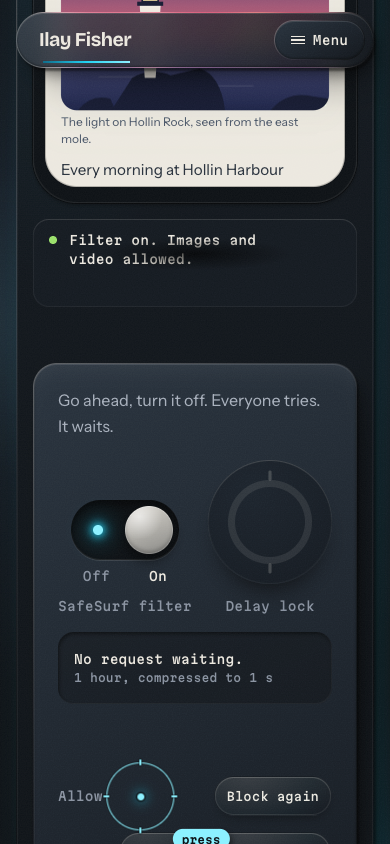 Ilay Fisher
Menu
The light on Hollin Rock, seen from the east
mole.
Every morning at Hollin Harbour
Filter on. Images and
video allowed.
Go ahead, turn it off. Everyone tries.
It waits.
Off On
SafeSurf filter
Delay lock
No request waiting.
1 hour, compressed to 1 s
Allow
Block again
press